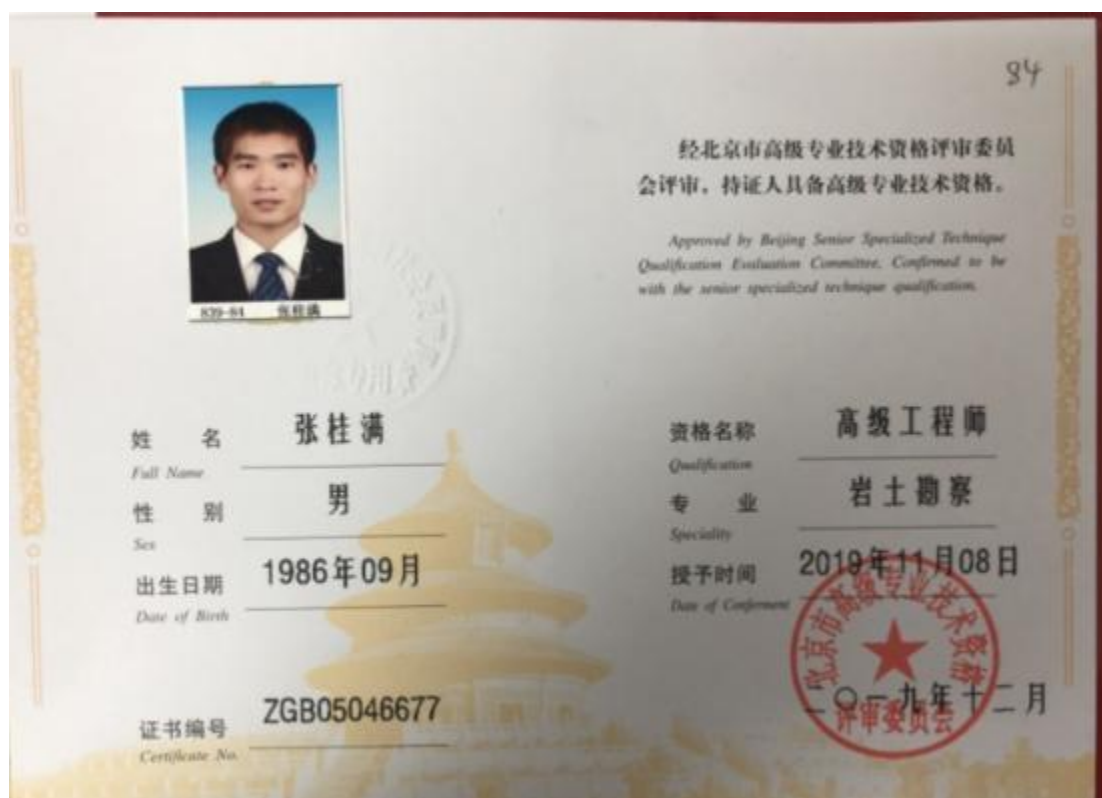 84
经北京市高级专业技术资格评审委员
会评审，持证人具备高级专业技术资格。
Approved by Beijing Senior Specialized Technique
Qualification Evaluation Committee, Confirmed to be
with the senior specialized technique qualification.
839-84 张桂满
姓 名 张桂满
Full Name
性 别 男
Sex
出生日期 1986年09月
Date of Birth
证书编号 ZGB05046677
Certificate No.
资格名称 高级工程师
Qualification
专 业 岩土勘察
Speciality
授予时间 2019年11月08日
Date of Conferment
北京市高级专业技术资格
评审委员会
二〇一九年十二月